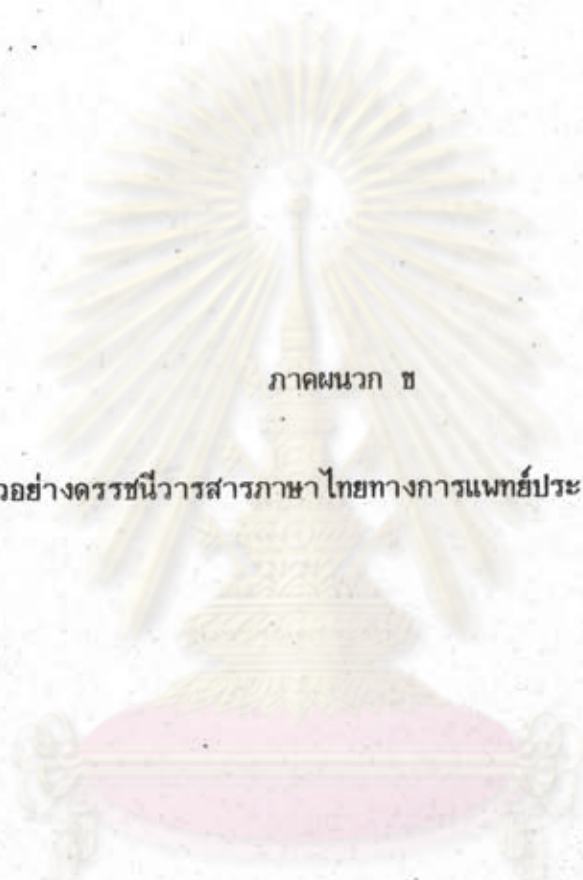 ภาคผนวก ซ
วอย่างดรรชนีวารสารภาษาไทยทางการแพทย์ประ